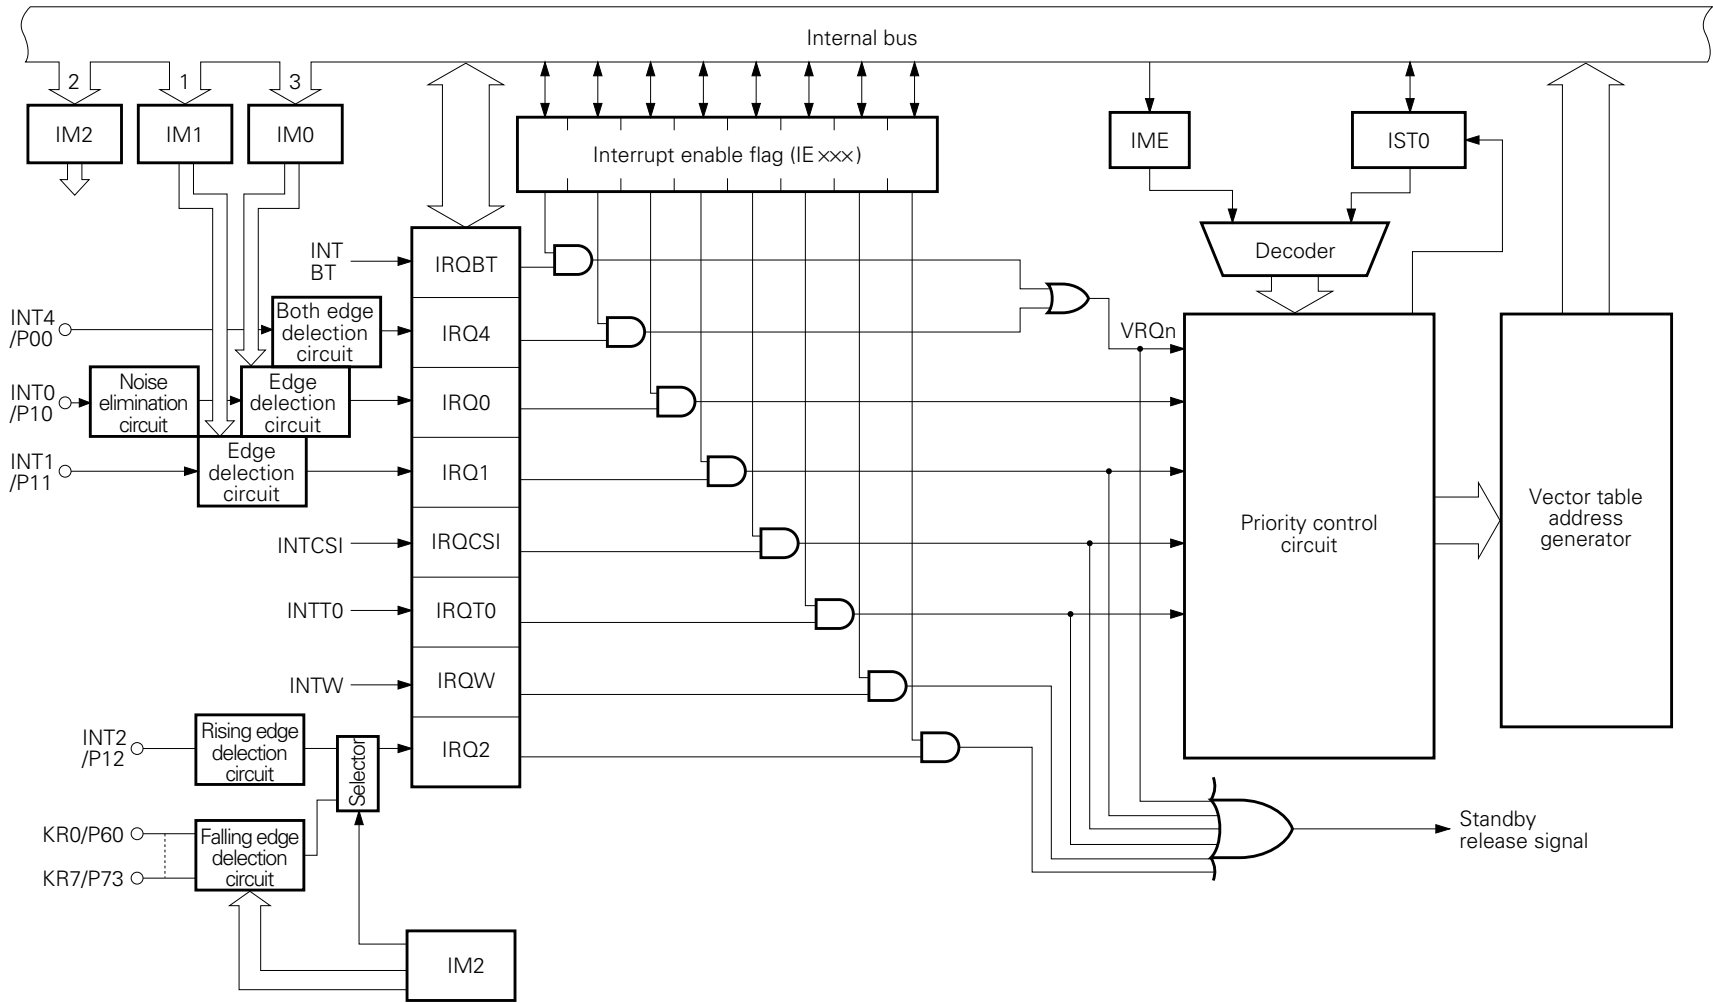 Internal bus
2
1
3
IM2
IM1
IM0
Interrupt enable flag (IE×××)
IME
IST0
Decoder
INT
BT
IRQBT
INT4
/P00
Both edge
delection
circuit
IRQ4
VRQn
INT0
/P10
Noise
elimination
circuit
Edge
delection
circuit
IRQ0
INT1
/P11
Edge
delection
circuit
IRQ1
INTCSI
IRQCSI
Priority control
circuit
Vector table
address
generator
INTT0
IRQT0
INTW
IRQW
INT2
/P12
Rising edge
delection
circuit
Selector
IRQ2
KR0/P60
KR7/P73
Falling edge
delection
circuit
Standby
release signal
IM2